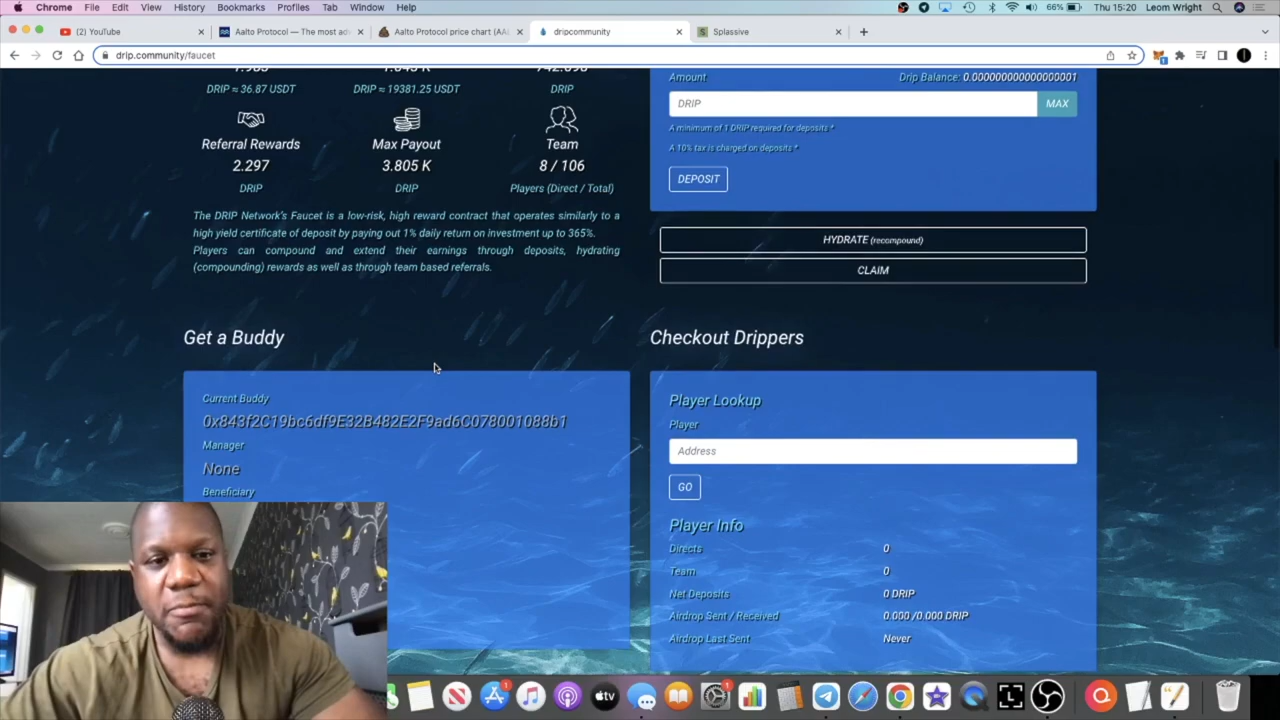 Chrome File Edit View History Bookmarks Profiles Tab Window Help
66% Thu 15:20 Leom Wright
(2) YouTube
Aalto Protocol — The most adv
Aalto Protocol price chart (AAL
dripcommunity
Splassive
drip.community/faucet
DRIP ≈ 36.87 USDT
DRIP ≈ 19381.25 USDT
DRIP
Referral Rewards
2.297
DRIP
Max Payout
3.805 K
DRIP
Team
8 / 106
Players (Direct / Total)
The DRIP Network's Faucet is a low-risk, high reward contract that operates similarly to a
high yield certificate of deposit by paying out 1% daily return on investment up to 365%.
Players can compound and extend their earnings through deposits, hydrating
(compounding) rewards as well as through team based referrals.
Amount
Drip Balance: 0.000000000000000001
DRIP
MAX
A minimum of 1 DRIP required for deposits *
A 10% tax is charged on deposits *
DEPOSIT
HYDRATE (recompound)
CLAIM
Get a Buddy
Current Buddy
0x843f2C19bc6df9E32B482E2F9ad6C078001088b1
Manager
None
Beneficiary
Checkout Drippers
Player Lookup
Player
Address
GO
Player Info
Directs 0
Team 0
Net Deposits 0 DRIP
Airdrop Sent / Received 0.000 /0.000 DRIP
Airdrop Last Sent Never
tv